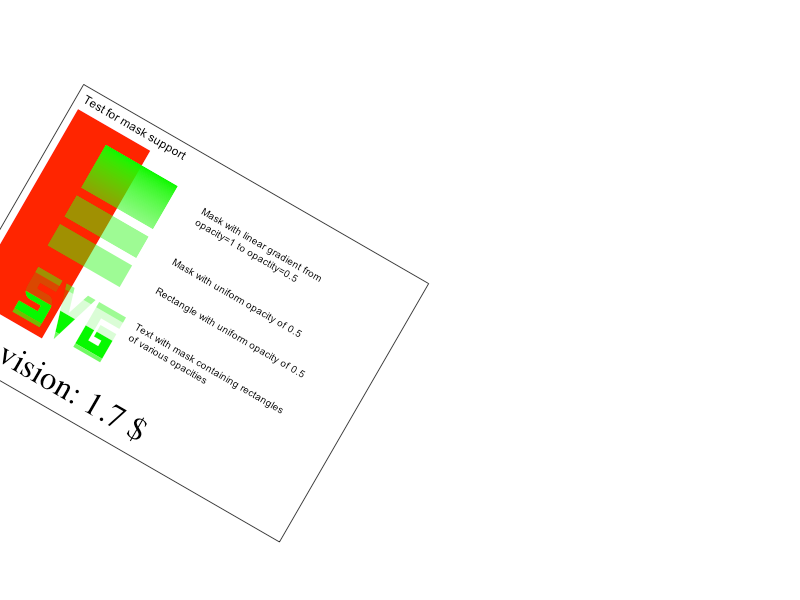 Test for mask support
Mask with linear gradient from
opacity=1 to opactity=0.5
Mask with uniform opacity of 0.5
Rectangle with uniform opacity of 0.5
SVG
Text with mask containing rectangles
of various opacities
vision: 1.7 $